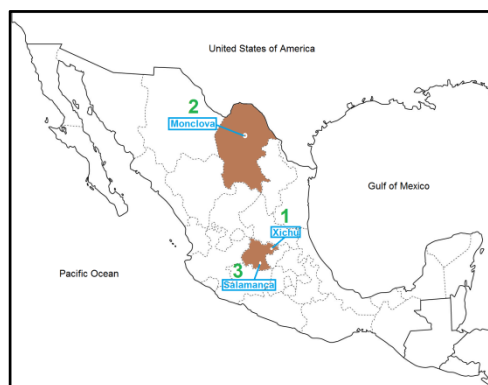 United States of America
2
Monclova
Gulf of Mexico
1
Xichú
Pacific Ocean
3
Salamanca